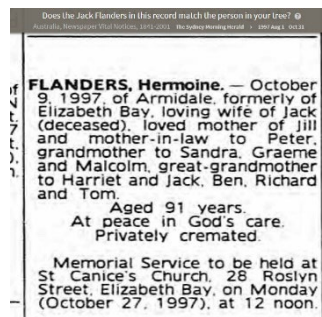 Does the Jack Flanders in this record match the person in your tree?
Australia, Newspaper Vital Notices, 1841-2001 The Sydney Morning Herald
FLANDERS, Hermoine. — October
9, 1997, of Armidale, formerly of
Elizabeth Bay, loving wife of Jack
(deceased), loved mother of Jill
and mother-in-law to Peter,
grandmother to Sandra, Graeme
and Malcolm, great-grandmother
to Harriet and Jack, Ben, Richard
and Tom.
Aged 91 years.
At peace in God's care.
Privately cremated.
Memorial Service to be held at
St Canice's Church, 28 Roslyn
Street, Elizabeth Bay, on Monday
(October 27, 1997), at 12 noon.